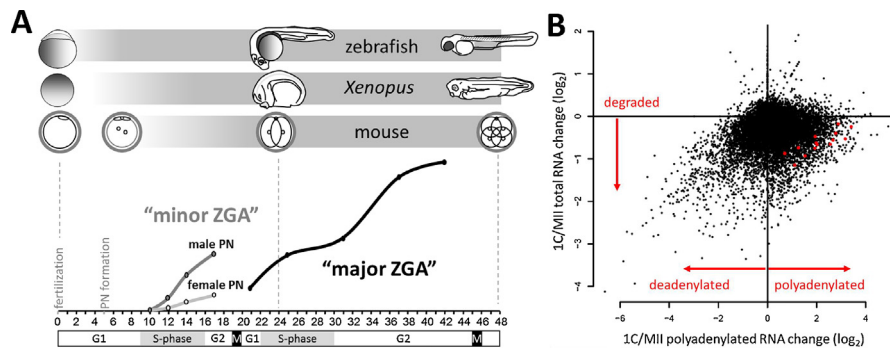 A
zebrafish
Xenopus
mouse
"minor ZGA"
male PN
female PN
"major ZGA"
fertilization
PN formation
0 2 4 6 8 10 12 14 16 18 20 22 24 26 28 30 32 34 36 38 40 42 44 46 48
G1 S-phase G2 M G1 S-phase G2 M
B
1C/MII total RNA change (log2)
2
1
0
-1
-2
-3
-4
degraded
deadenylated
polyadenylated
-6 -4 -2 0 2 4
1C/MII polyadenylated RNA change (log2)